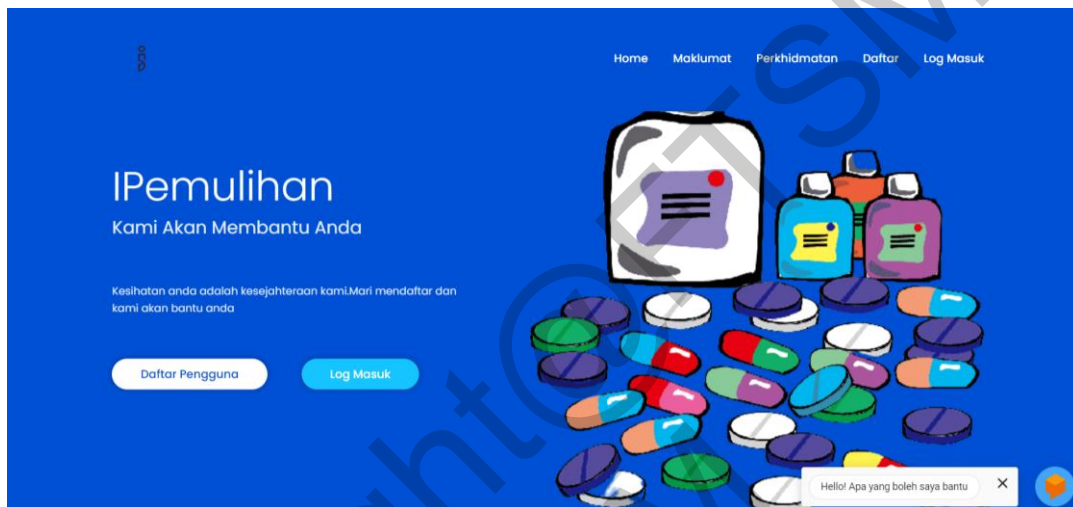 Home Maklumat Perkhidmatan Daftar Log Masuk
IPemulihan
Kami Akan Membantu Anda
Kesihatan anda adalah kesejahteraan kami.Mari mendaftar dan
kami akan bantu anda
Daftar Pengguna Log Masuk
Hello! Apa yang boleh saya bantu